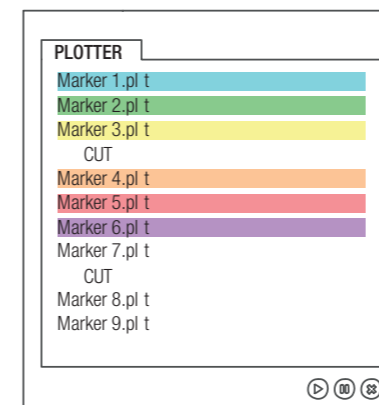 PLOTTER
Marker 1.pl t
Marker 2.pl t
Marker 3.pl t
CUT
Marker 4.pl t
Marker 5.pl t
Marker 6.pl t
Marker 7.pl t
CUT
Marker 8.pl t
Marker 9.pl t